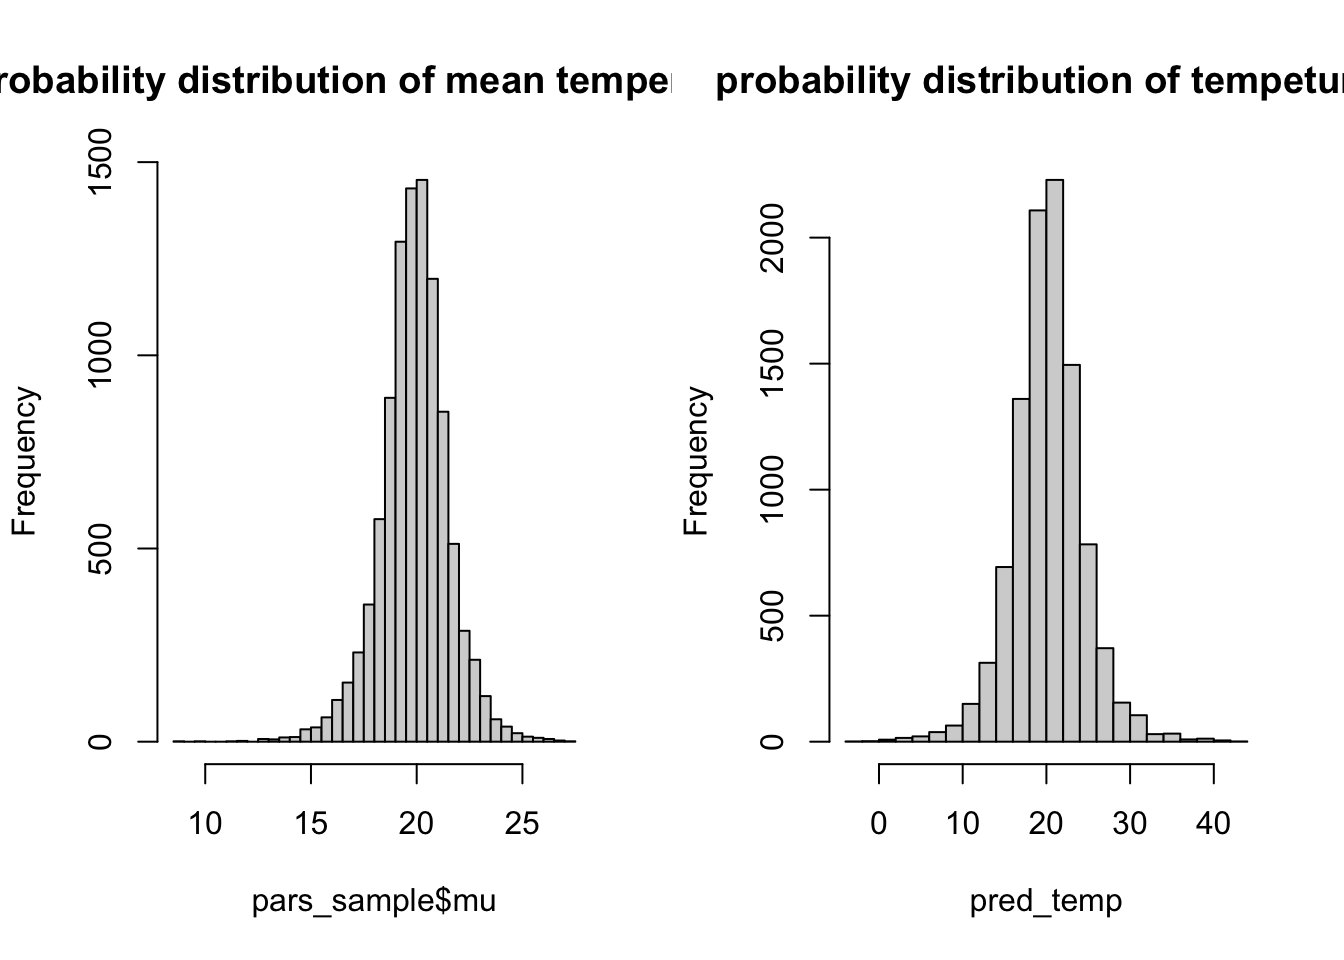 robability distribution of mean temper
1500
1000
500
0
Frequency
10 15 20 25
pars_sample$mu
probability distribution of tempetur
2000
1500
1000
500
0
Frequency
0 10 20 30 40
pred_temp